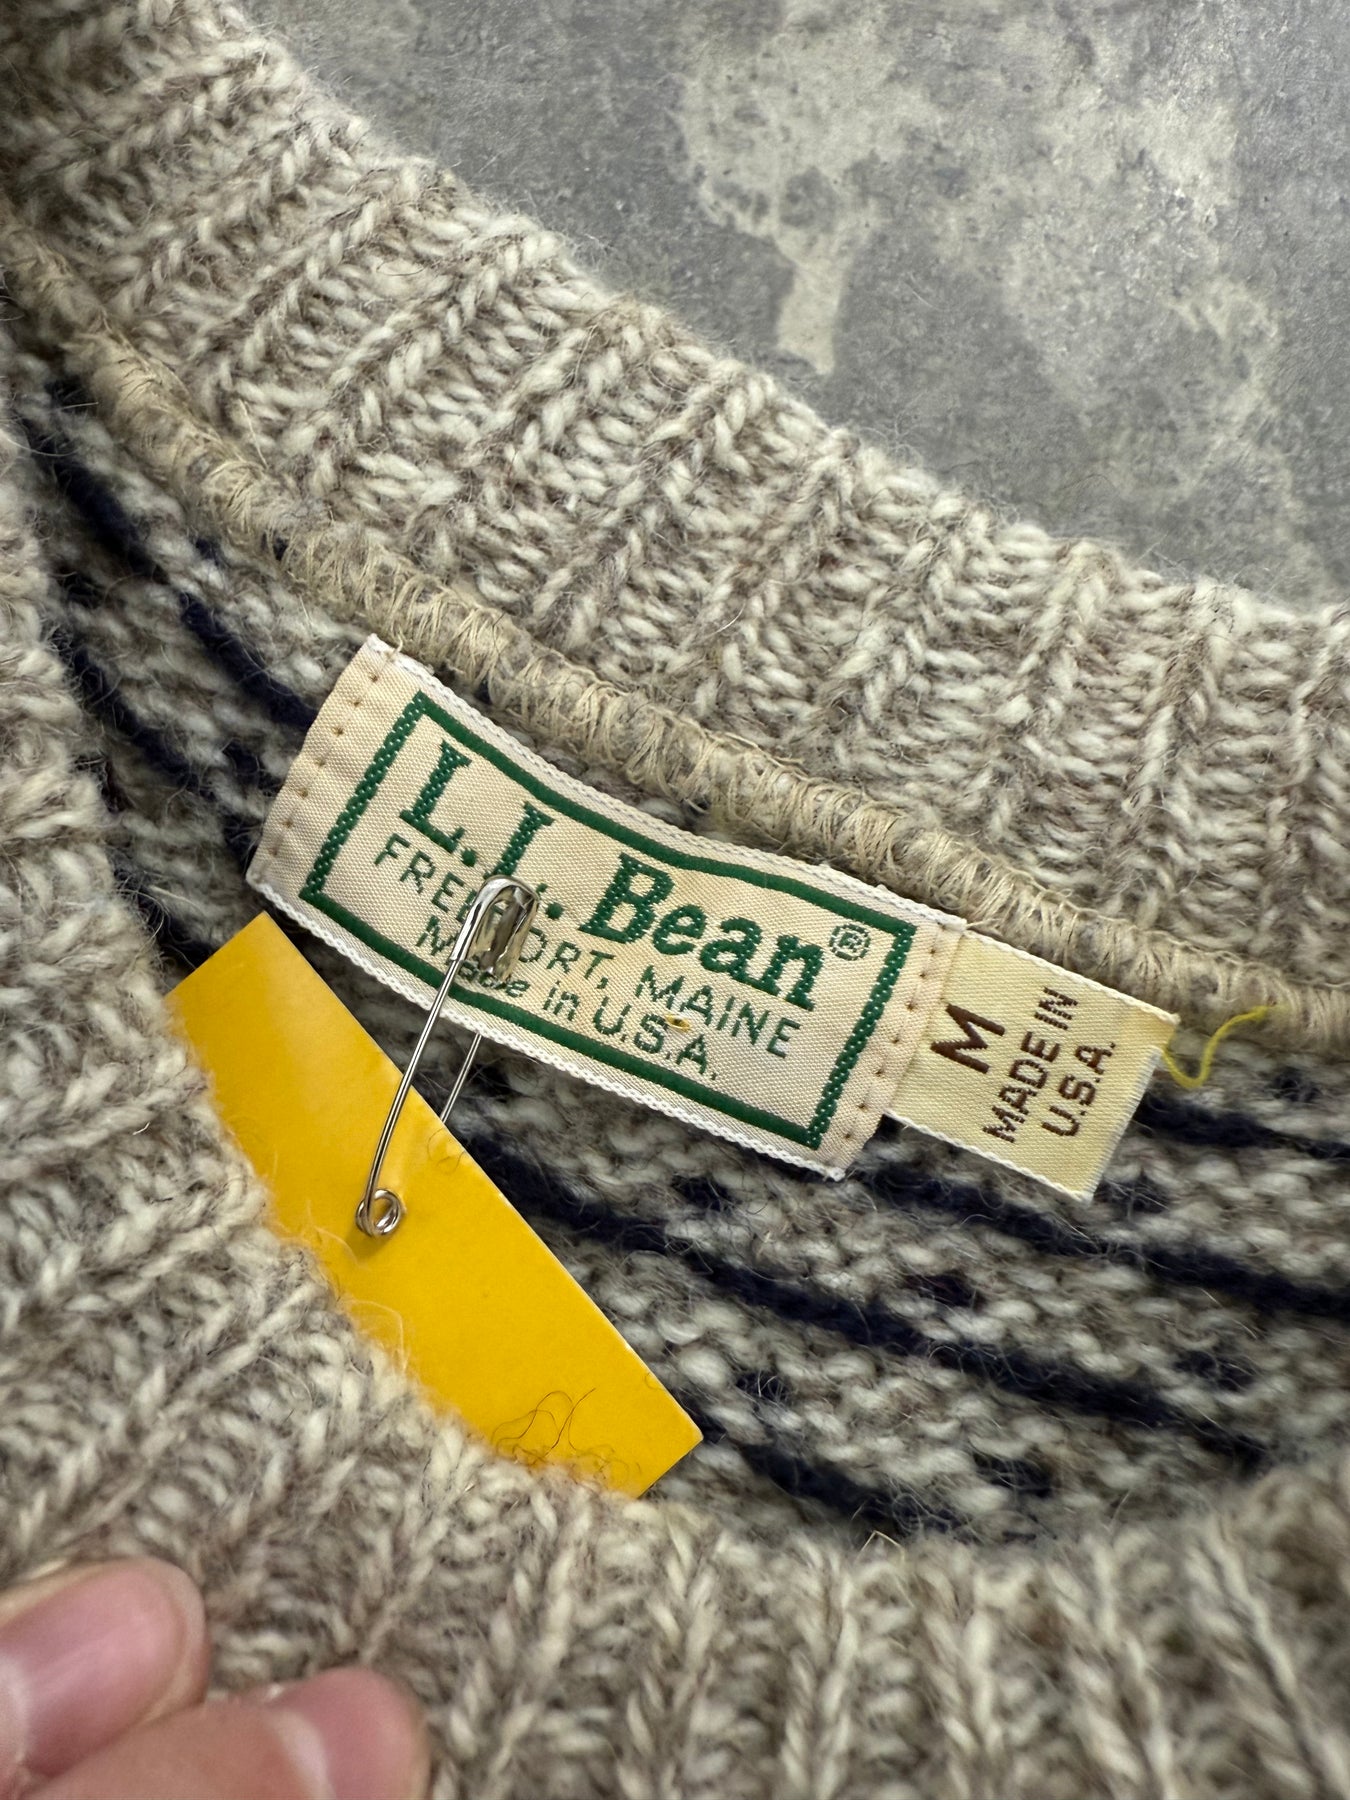 L.L. Bean®
FREEPORT, MAINE
Made in U.S.A.
M
MADE IN
U.S.A.